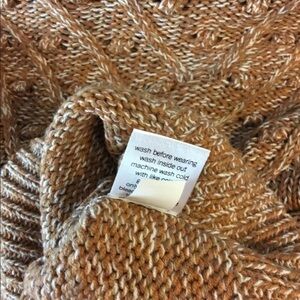 wash before wearing
wash inside out
machine wash cold
with like